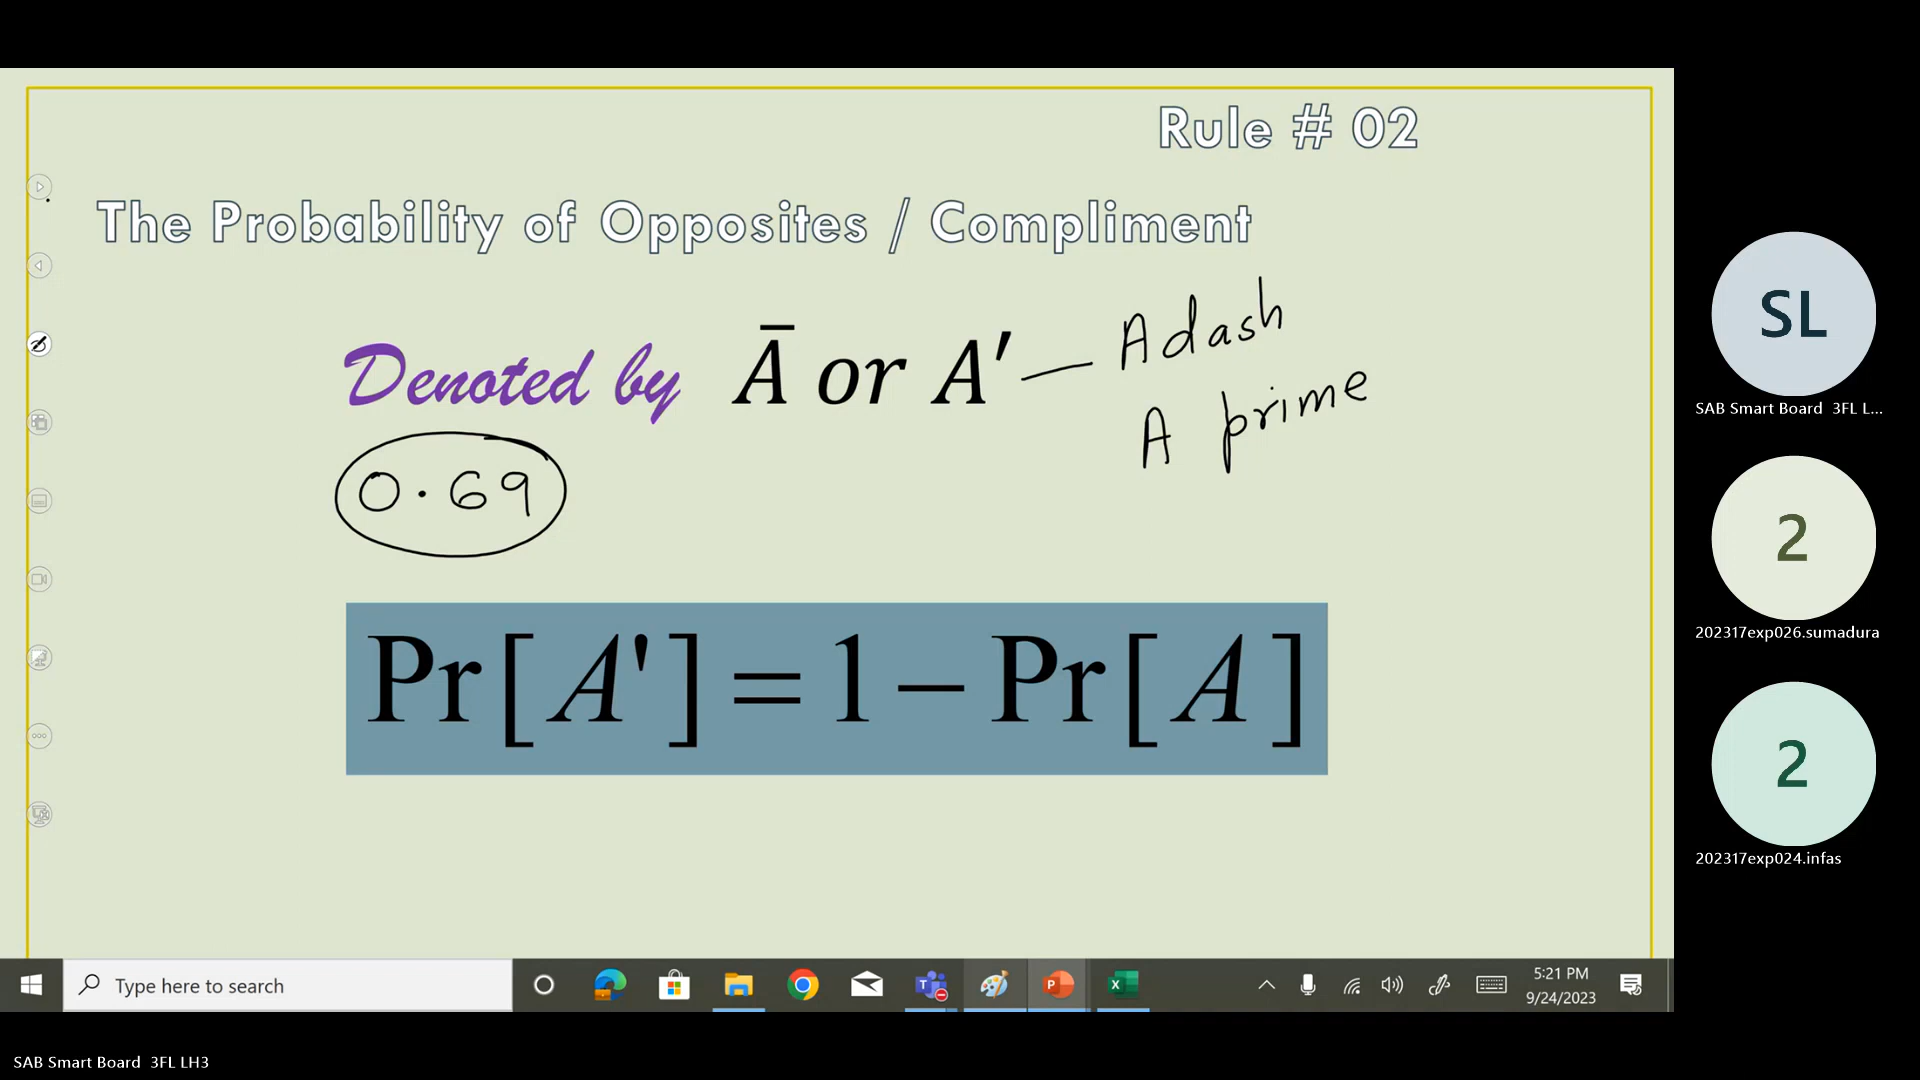 Rule # 02
The Probability of Opposites / Compliment
Denoted by Ā or A′ — Adash
A prime
0.69
Pr[A'] = 1 − Pr[A]
SL
SAB Smart Board 3FL L...
2
202317exp026.sumadura
2
202317exp024.infas
Type here to search
5:21 PM
9/24/2023
SAB Smart Board 3FL LH3